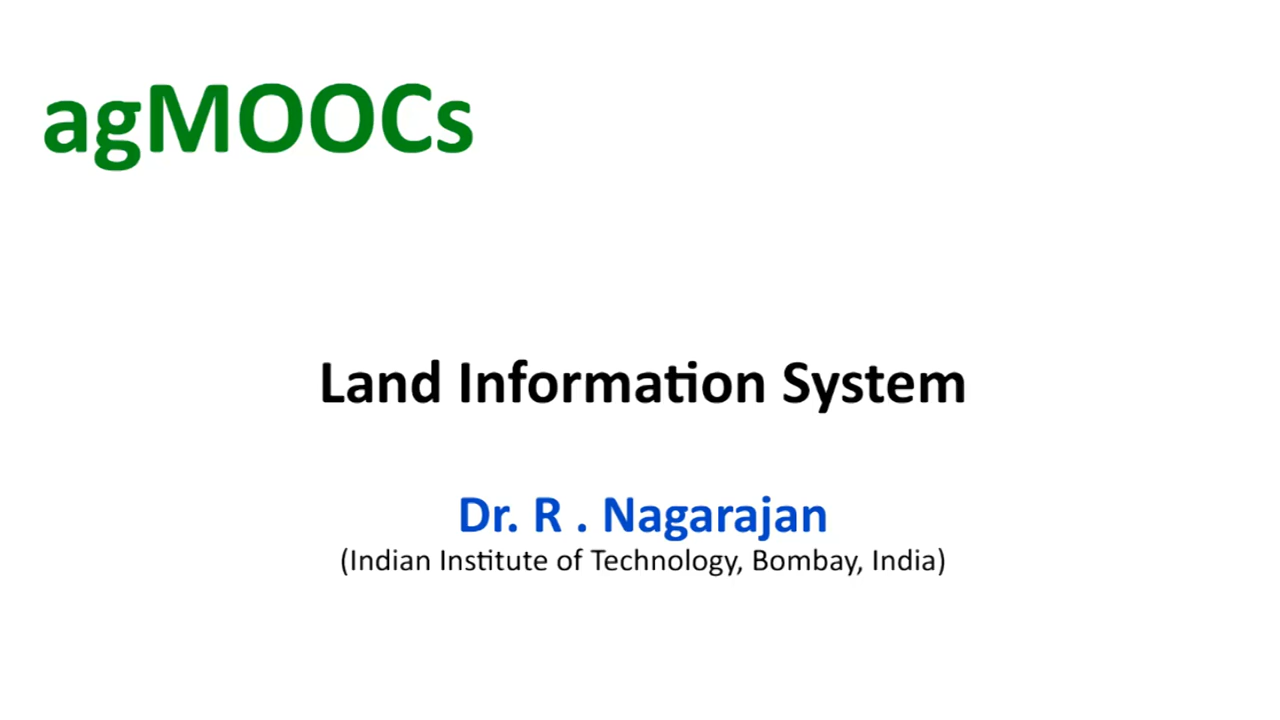 agMOOCs
Land Information System
Dr. R . Nagarajan
(Indian Institute of Technology, Bombay, India)